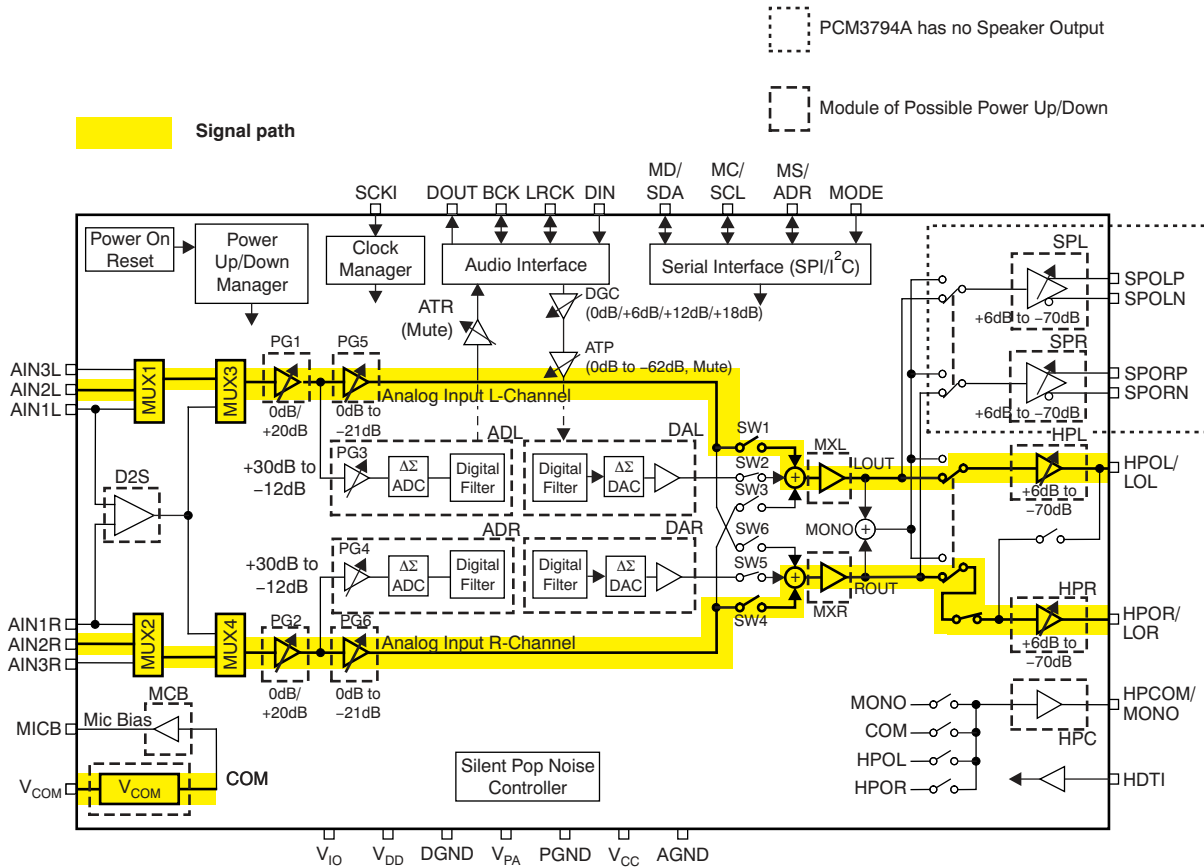 PCM3794A has no Speaker Output
Module of Possible Power Up/Down
Signal path
SCKI
DOUT
BCK
LRCK
DIN
MD/
SDA
MC/
SCL
MS/
ADR
MODE
Power On
Reset
Power
Up/Down
Manager
Clock
Manager
Audio Interface
Serial Interface (SPI/I²C)
SPL
SPOLP
SPOLN
+6dB to −70dB
ATR
(Mute)
DGC
(0dB/+6dB/+12dB/+18dB)
ATP
(0dB to −62dB, Mute)
SPR
SPORP
SPORN
+6dB to −70dB
AIN3L
AIN2L
AIN1L
MUX1
MUX3
PG1
PG5
0dB/
+20dB
0dB to
−21dB
Analog Input L-Channel
ADL
DAL
SW1
MXL
LOUT
HPL
HPOL/
LOL
+6dB to
−70dB
+30dB to
−12dB
PG3
ΔΣ
ADC
Digital
Filter
Digital
Filter
ΔΣ
DAC
SW2
SW3
D2S
MONO
ADR
DAR
SW6
+30dB to
−12dB
PG4
ΔΣ
ADC
Digital
Filter
Digital
Filter
ΔΣ
DAC
SW5
SW4
MXR
ROUT
HPR
HPOR/
LOR
+6dB to
−70dB
AIN1R
AIN2R
AIN3R
MUX2
MUX4
PG2
PG6
0dB/
+20dB
0dB to
−21dB
Analog Input R-Channel
MCB
MICB
Mic Bias
VCOM
VCOM
COM
Silent Pop Noise
Controller
MONO
COM
HPOL
HPOR
HPC
HPCOM/
MONO
HDTI
VIO
VDD
DGND
VPA
PGND
VCC
AGND